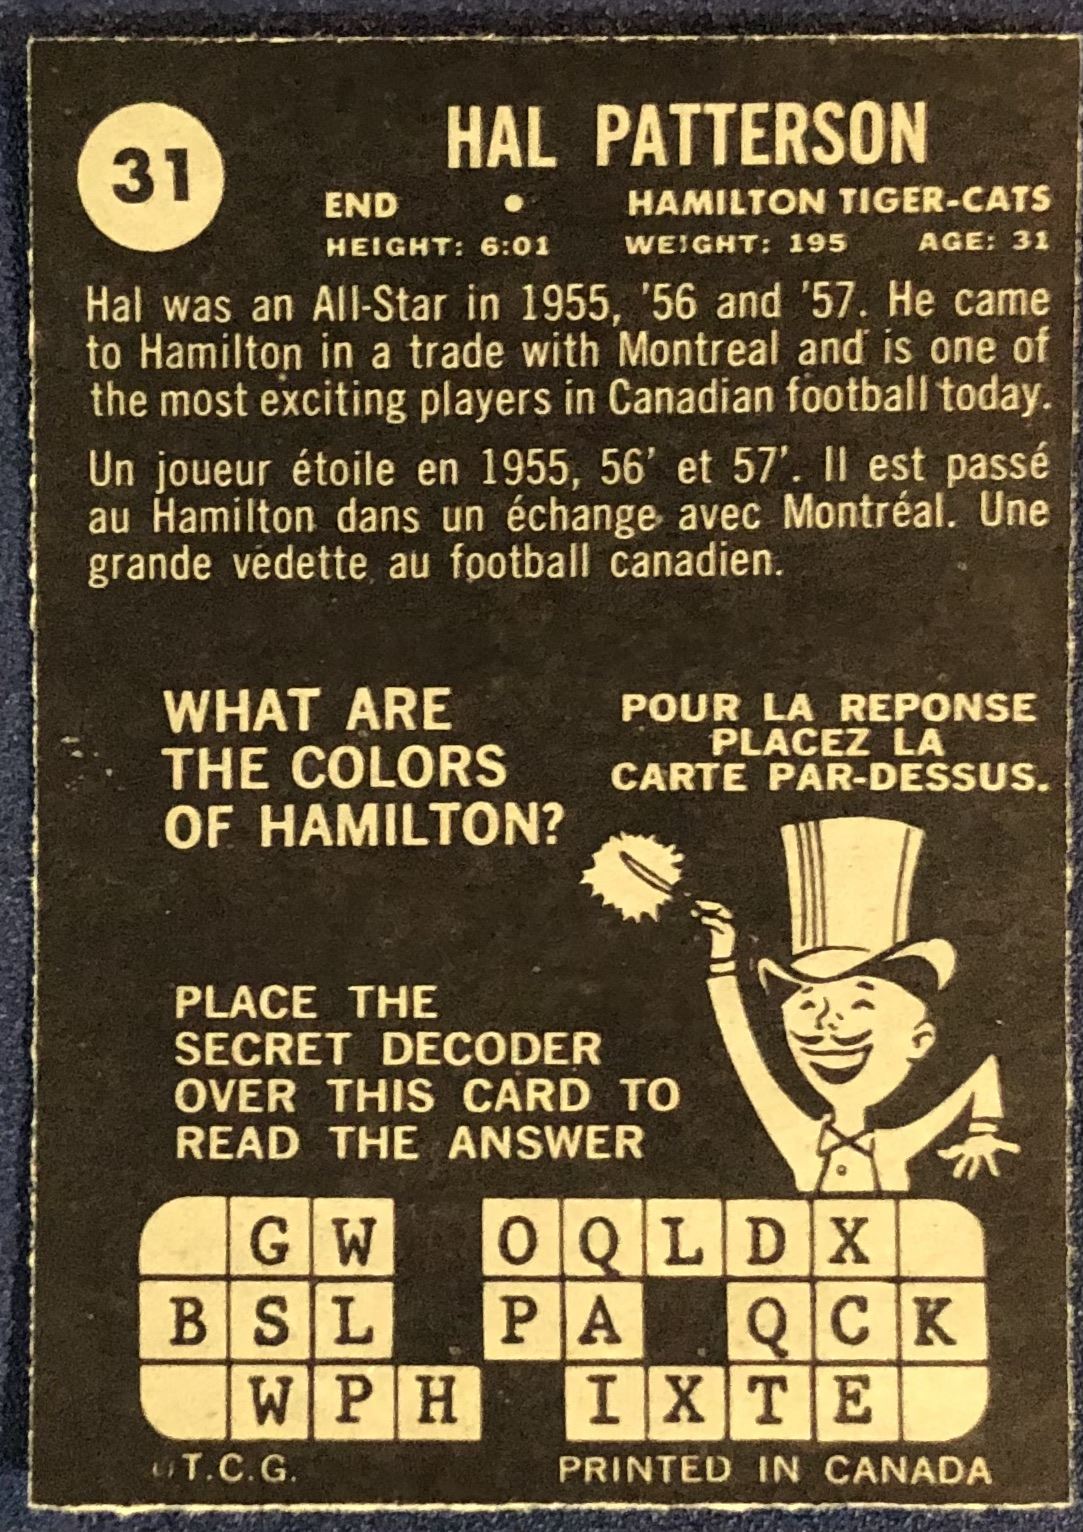 31
HAL PATTERSON
END • HAMILTON TIGER-CATS
HEIGHT: 6:01 WEIGHT: 195 AGE: 31
Hal was an All-Star in 1955, '56 and '57. He came
to Hamilton in a trade with Montreal and is one of
the most exciting players in Canadian football today.
Un joueur étoile en 1955, 56' et 57'. Il est passé
au Hamilton dans un échange avec Montréal. Une
grande védette au football canadien.
WHAT ARE
THE COLORS
OF HAMILTON?
POUR LA REPONSE
PLACEZ LA
CARTE PAR-DESSUS.
PLACE THE
SECRET DECODER
OVER THIS CARD TO
READ THE ANSWER
G W O Q L D X
B S L P A Q C K
W P H I X T E
T.C.G. PRINTED IN CANADA